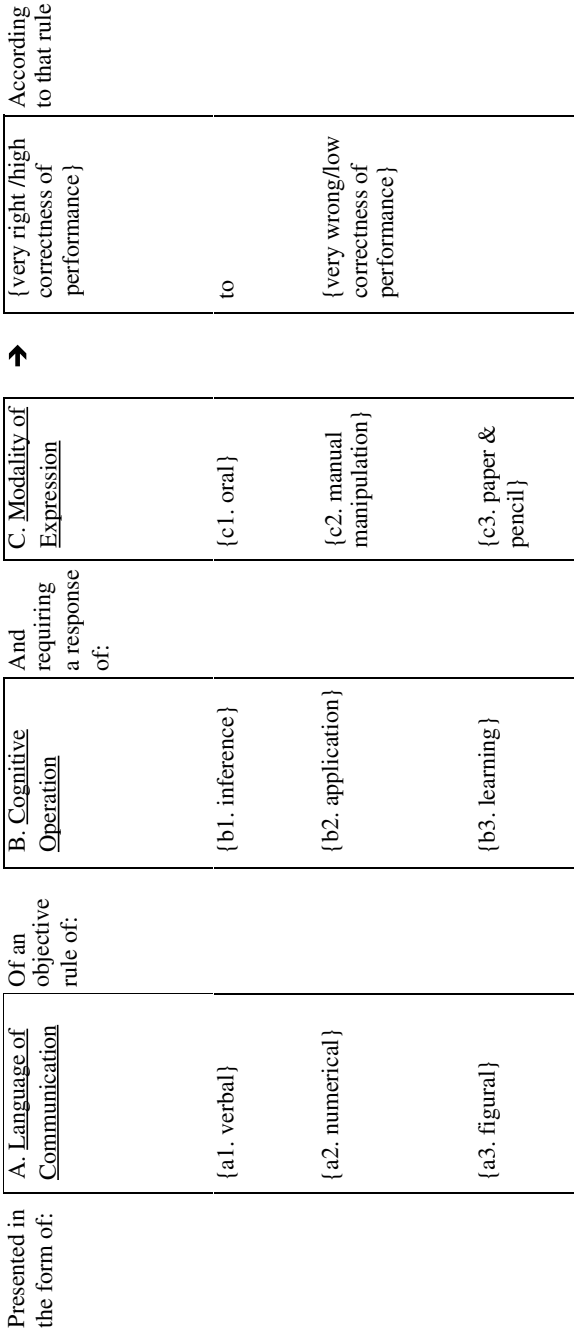 Presented in
the form of:
A. Language of
Communication
{a1. verbal}
{a2. numerical}
{a3. figural}
Of an
objective
rule of:
B. Cognitive
Operation
{b1. inference}
{b2. application}
{b3. learning}
And
requiring
a response
of:
C. Modality of
Expression
{c1. oral}
{c2. manual
manipulation}
{c3. paper &
pencil}
➔
{very right /high
correctness of
performance}
to
{very wrong/low
correctness of
performance}
According
to that rule